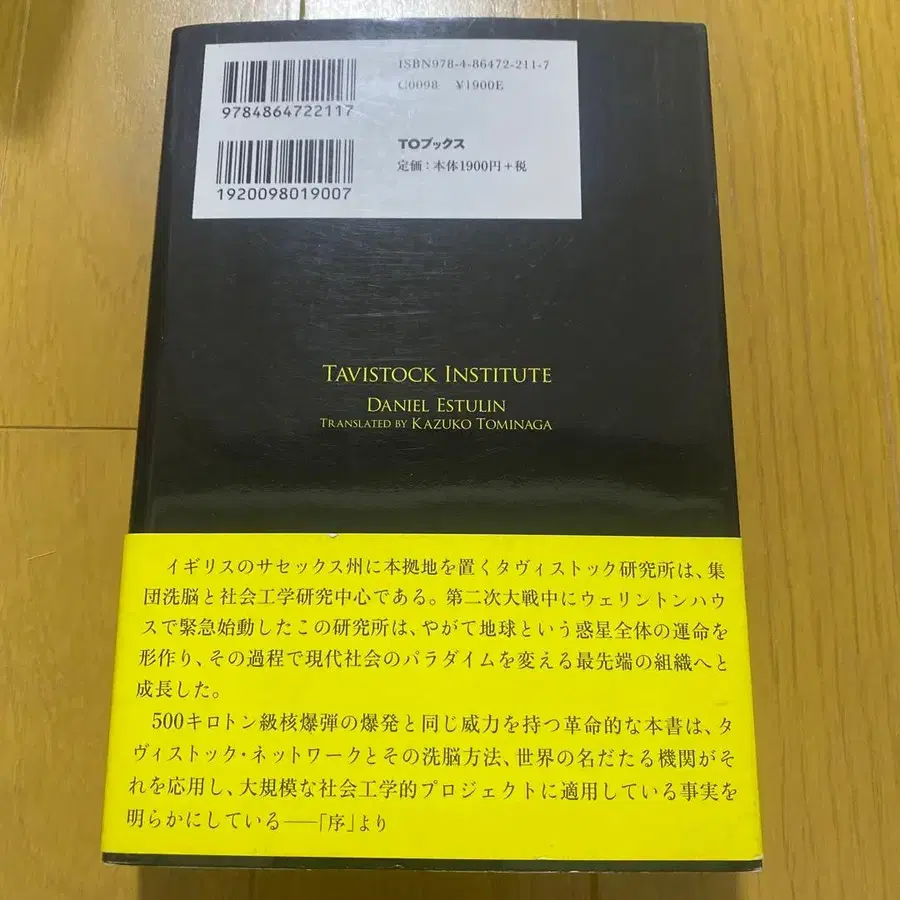 ISBN978-4-86472-211-7
C0098 ¥1900E
9784864722117
TOブックス
定価：本体1900円＋税
1920098019007
TAVISTOCK INSTITUTE
DANIEL ESTULIN
TRANSLATED BY KAZUKO TOMINAGA
イギリスのサセックス州に本拠地を置くタヴィストック研究所は、集
団洗脳と社会工学研究中心である。第二次大戦中にウェリントンハウ
スで緊急始動したこの研究所は、やがて地球という惑星全体の運命を
形作り、その過程で現代社会のパラダイムを変える最先端の組織へと
成長した。
500キロトン級核爆弾の爆発と同じ威力を持つ革命的な本書は、タ
ヴィストック・ネットワークとその洗脳方法、世界の名だたる機関がそ
れを応用し、大規模な社会工学的プロジェクトに適用している事実を
明らかにしている――「序」より